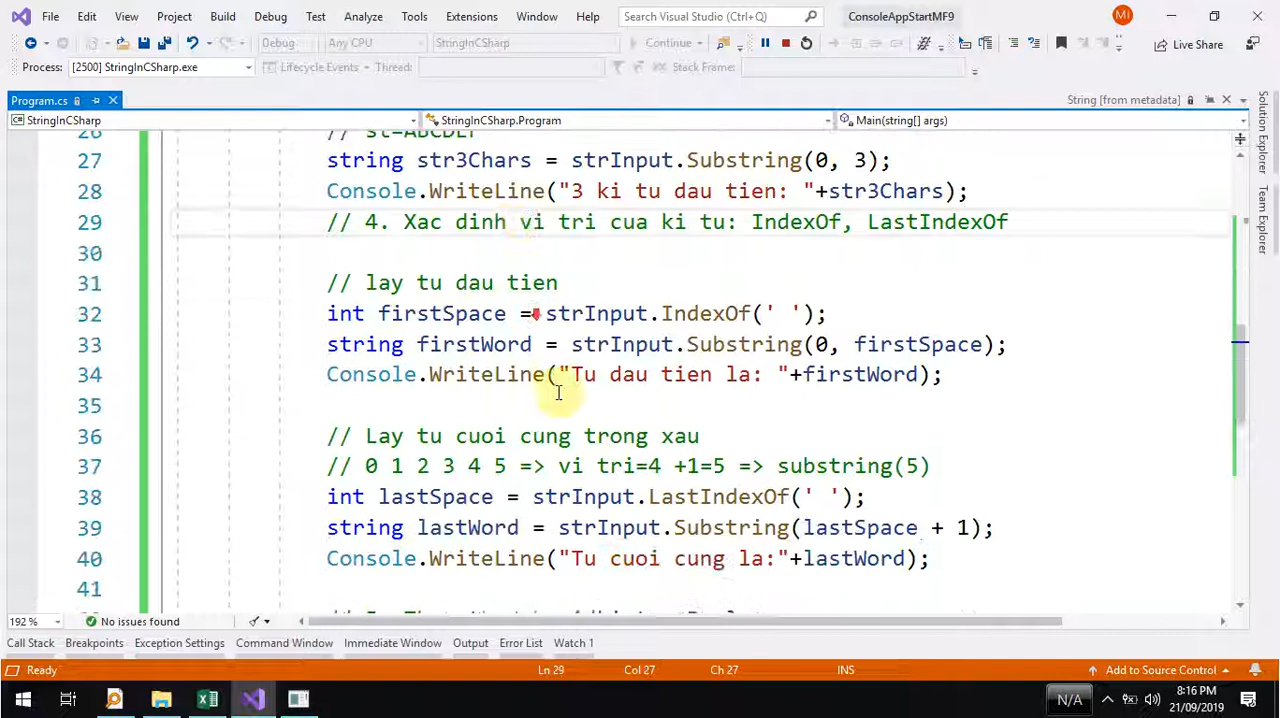 File Edit View Project Build Debug Test Analyze Extensions Window Help Search Visual Studio (Ctrl+Q) ConsoleAppStartMF9 MI
Debug Any CPU StringInCSharp Continue Live Share
Process: [2500] StringInCSharp.exe Lifecycle Events Thread: Stack Frame:
Program.cs String [from metadata]
StringInCSharp StringInCSharp.Program Main(string[] args)
26 // st=ABCDEF
27 string str3Chars = strInput.Substring(0, 3);
28 Console.WriteLine("3 ki tu dau tien: "+str3Chars);
29 // 4. Xac dinh vi tri cua ki tu: IndexOf, LastIndexOf
30
31 // lay tu dau tien
32 int firstSpace = strInput.IndexOf(' ');
33 string firstWord = strInput.Substring(0, firstSpace);
34 Console.WriteLine("Tu dau tien la: "+firstWord);
35
36 // Lay tu cuoi cung trong xau
37 // 0 1 2 3 4 5 => vi tri=4 +1=5 => substring(5)
38 int lastSpace = strInput.LastIndexOf(' ');
39 string lastWord = strInput.Substring(lastSpace + 1);
40 Console.WriteLine("Tu cuoi cung la:"+lastWord);
41
Solution Explorer
Team Explorer
192 % No issues found
Call Stack Breakpoints Exception Settings Command Window Immediate Window Output Error List Watch 1
Ready Ln 29 Col 27 Ch 27 INS Add to Source Control
N/A 8:16 PM
21/09/2019